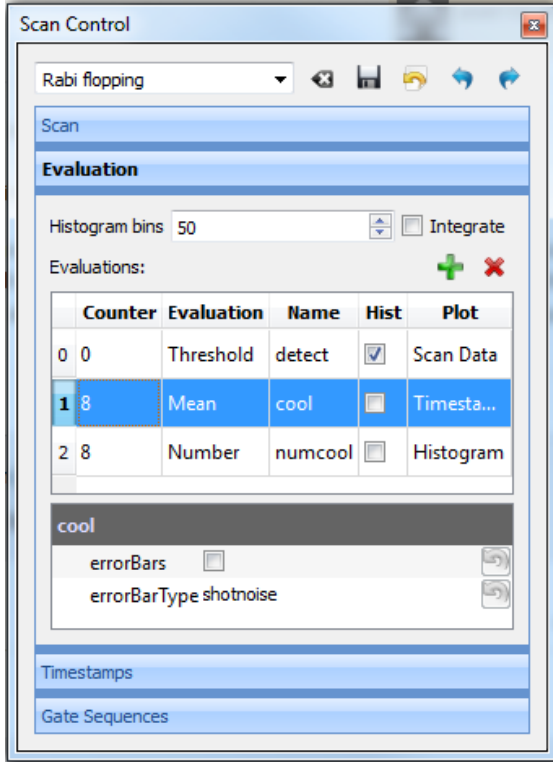 Scan Control
Rabi flopping
Scan
Evaluation
Histogram bins 50 Integrate
Evaluations:
Counter Evaluation Name Hist Plot
0 0 Threshold detect Scan Data
1 8 Mean cool Timesta...
2 8 Number numcool Histogram
cool
errorBars
errorBarType shotnoise
Timestamps
Gate Sequences